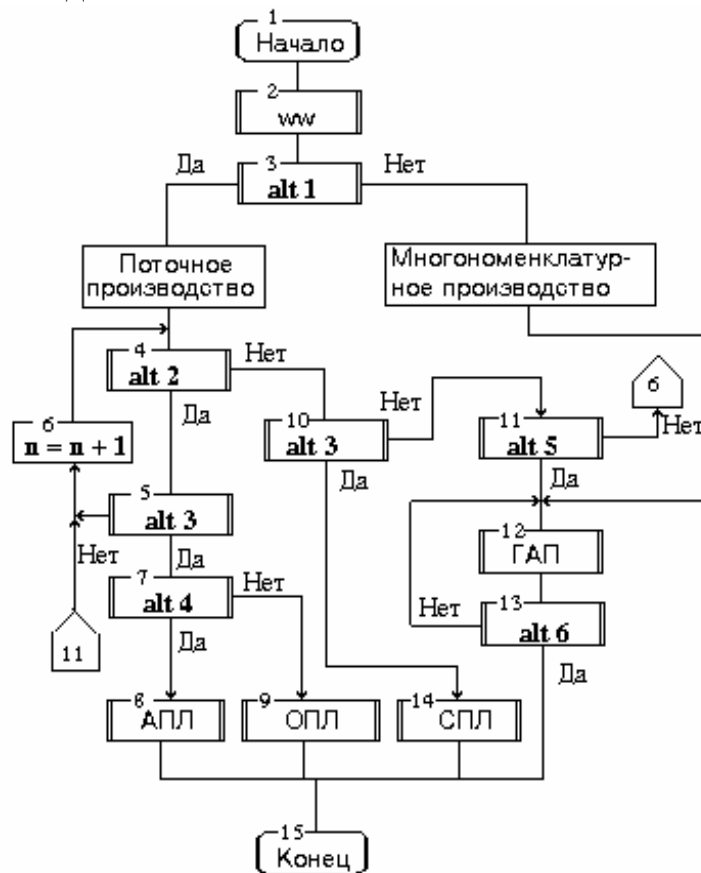 1
Начало
2
ww
Да
3
alt 1
Нет
Поточное
производство
Многономенклатур-
ное производство
4
alt 2
Нет
Да
6
n = n + 1
10
alt 3
Нет
Да
11
alt 5
Нет
Да
6
5
alt 3
Нет
Да
7
alt 4
Нет
Да
11
12
ГАП
13
alt 6
Нет
Да
8
АПЛ
9
ОПЛ
14
СПЛ
15
Конец